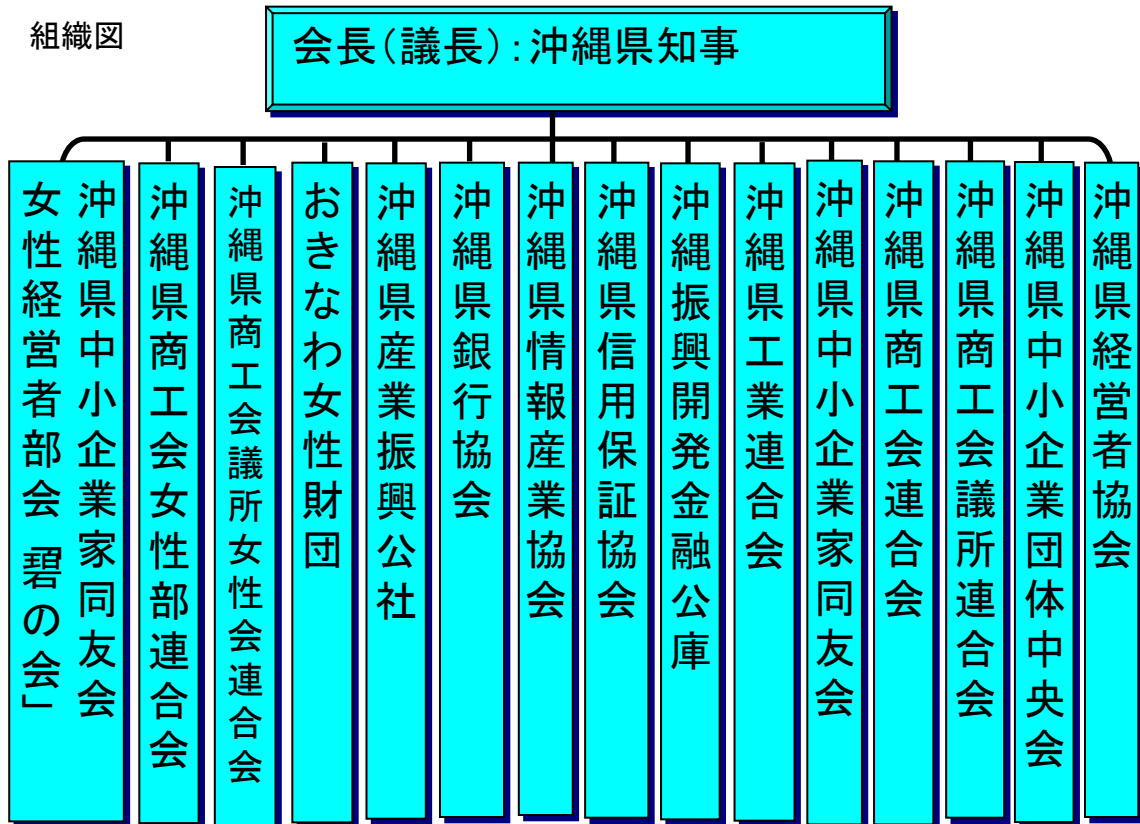 組織図
会長(議長):沖縄県知事
沖縄県経営者協会
沖縄県中小企業団体中央会
沖縄県商工会議所連合会
沖縄県商工会連合会
沖縄県中小企業家同友会
沖縄県工業連合会
沖縄振興開発金融公庫
沖縄県信用保証協会
沖縄県情報産業協会
沖縄県銀行協会
沖縄県産業振興公社
おきなわ女性財団
沖縄県商工会議所女性会連合会
沖縄県商工会女性部連合会
沖縄県中小企業家同友会
女性経営者部会「碧の会」